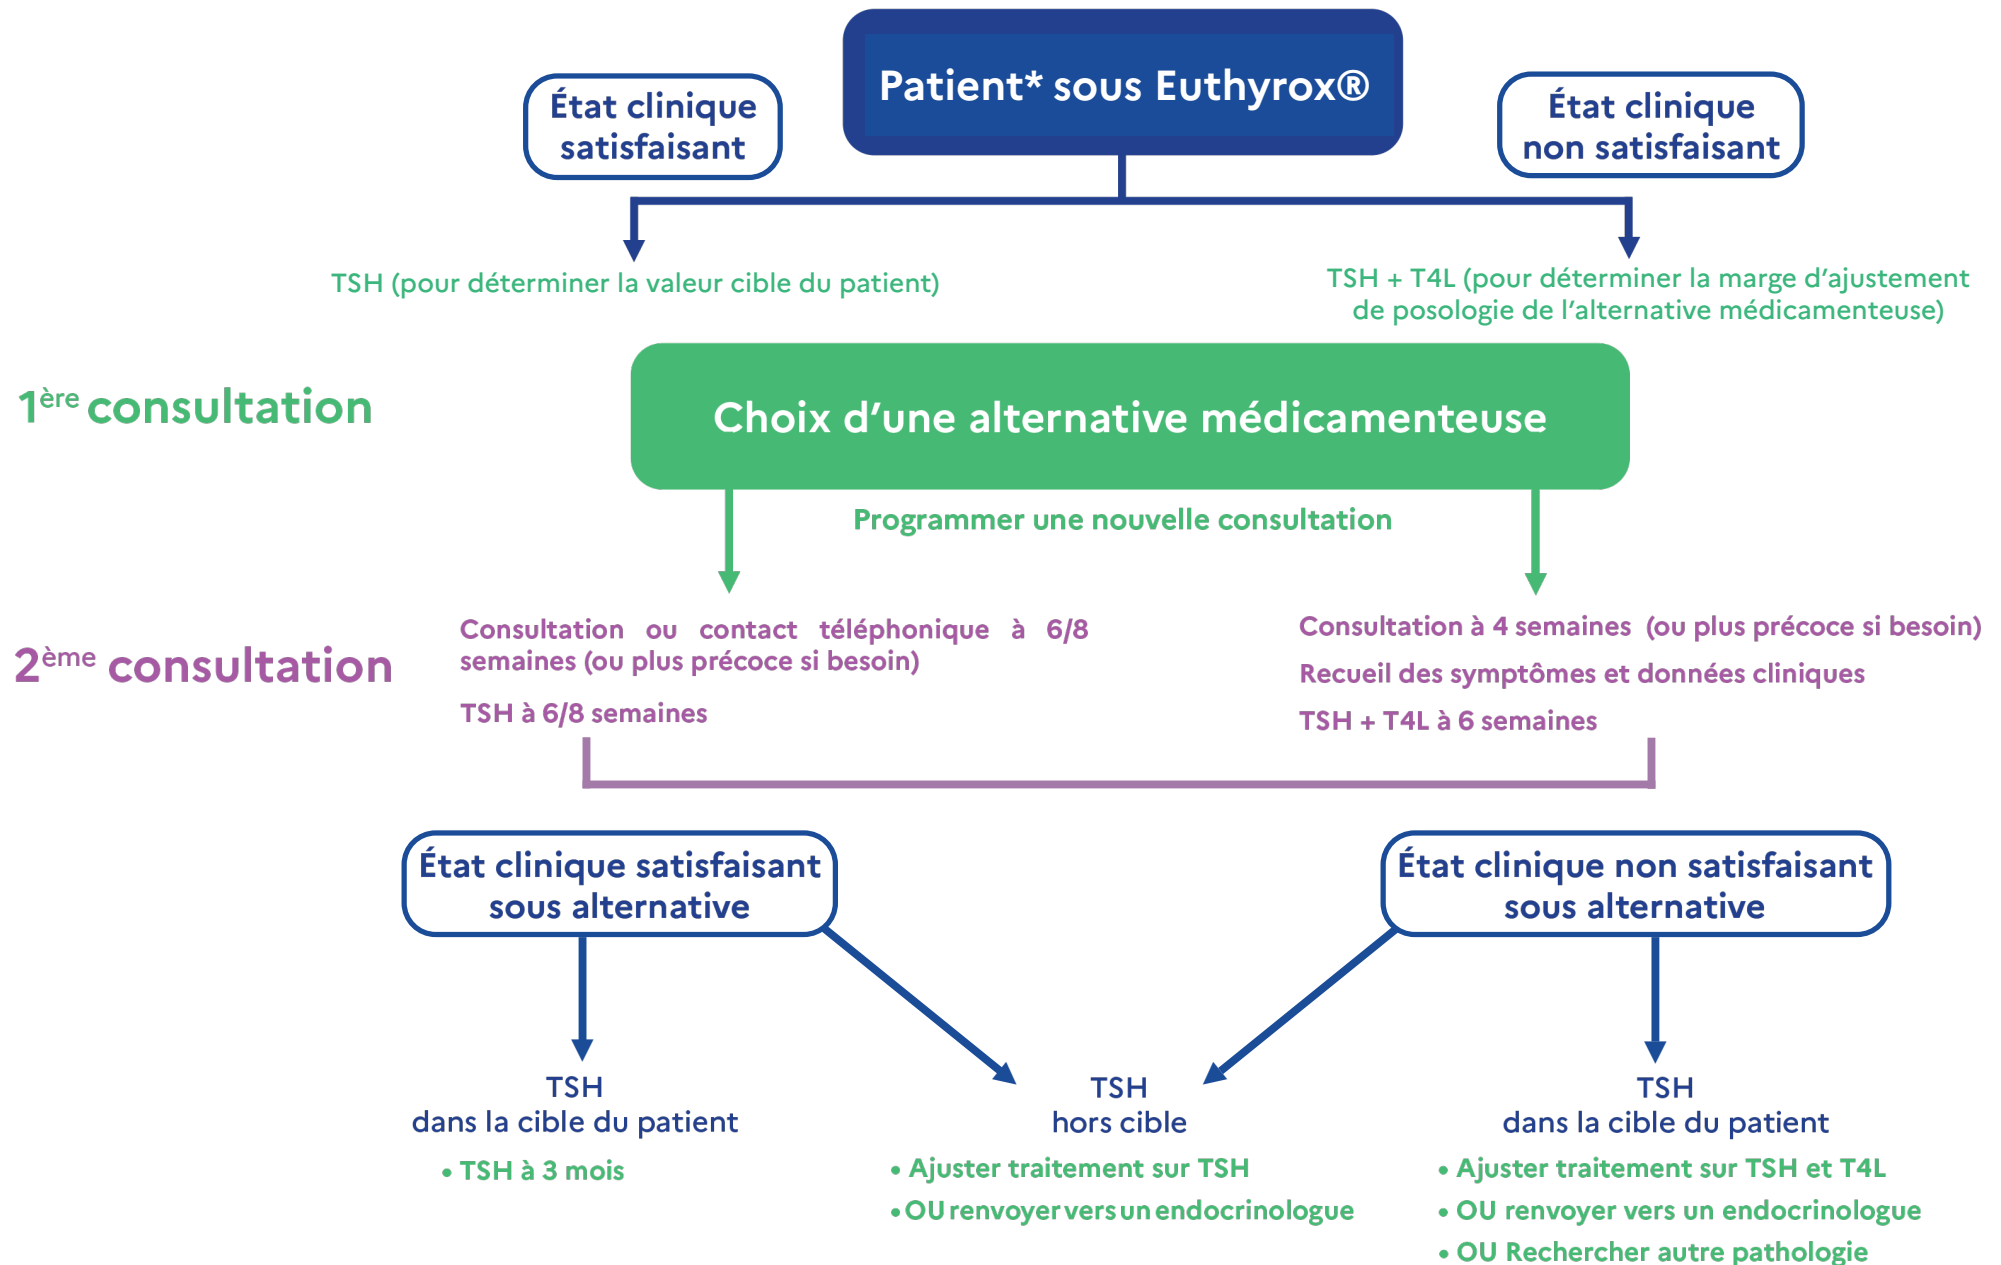 Patient* sous Euthyrox®
État clinique
satisfaisant
État clinique
non satisfaisant
TSH (pour déterminer la valeur cible du patient)
TSH + T4L (pour déterminer la marge d’ajustement
de posologie de l’alternative médicamenteuse)
1ère consultation
Choix d’une alternative médicamenteuse
Programmer une nouvelle consultation
2ème consultation
Consultation ou contact téléphonique à 6/8
semaines (ou plus précoce si besoin)
TSH à 6/8 semaines
Consultation à 4 semaines (ou plus précoce si besoin)
Recueil des symptômes et données cliniques
TSH + T4L à 6 semaines
État clinique satisfaisant
sous alternative
État clinique non satisfaisant
sous alternative
TSH
dans la cible du patient
• TSH à 3 mois
TSH
hors cible
• Ajuster traitement sur TSH
• OU renvoyer vers un endocrinologue
TSH
dans la cible du patient
• Ajuster traitement sur TSH et T4L
• OU renvoyer vers un endocrinologue
• OU Rechercher autre pathologie